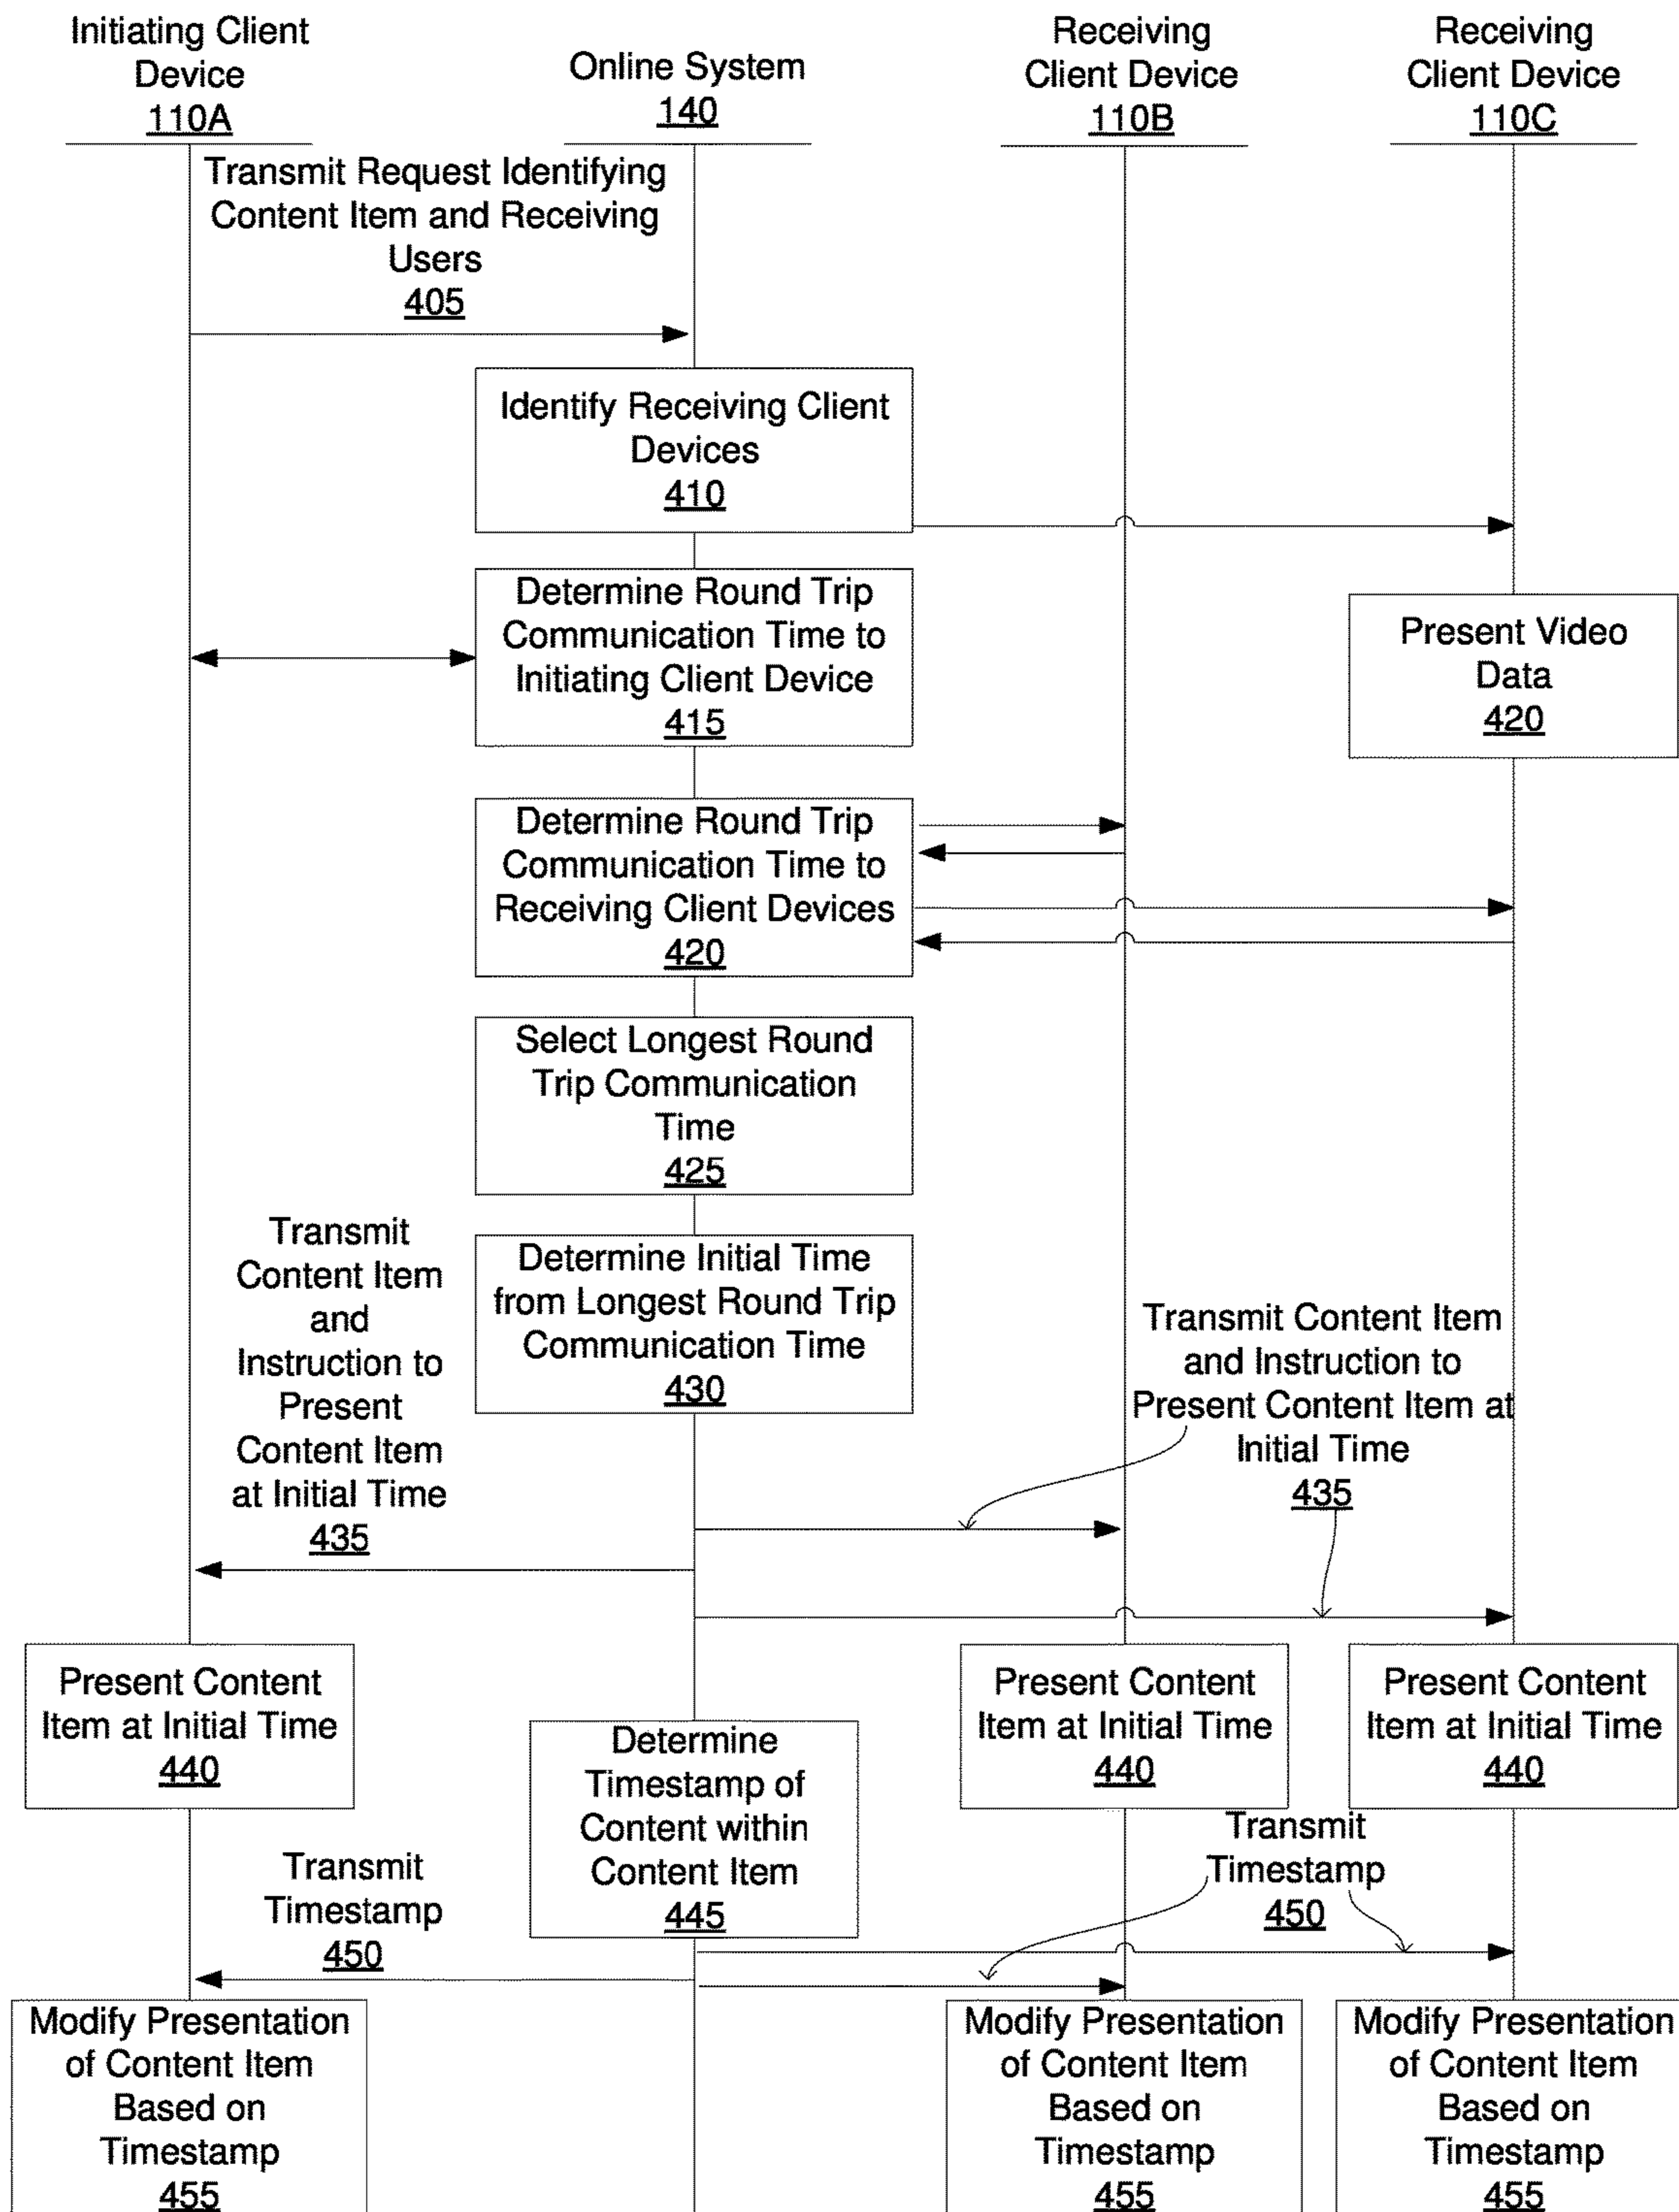 Initiating Client
Device
110A
Online System
140
Receiving
Client Device
110B
Receiving
Client Device
110C
Transmit Request Identifying
Content Item and Receiving
Users
405
Identify Receiving Client
Devices
410
Determine Round Trip
Communication Time to
Initiating Client Device
415
Present Video
Data
420
Determine Round Trip
Communication Time to
Receiving Client Devices
420
Select Longest Round
Trip Communication
Time
425
Transmit
Content Item
and
Instruction to
Present
Content Item
at Initial Time
435
Determine Initial Time
from Longest Round Trip
Communication Time
430
Transmit Content Item
and Instruction to
Present Content Item at
Initial Time
435
Present Content
Item at Initial Time
440
Determine
Timestamp of
Content within
Content Item
445
Present Content
Item at Initial Time
440
Present Content
Item at Initial Time
440
Transmit
Timestamp
450
Transmit
Timestamp
450
Modify Presentation
of Content Item
Based on
Timestamp
455
Modify Presentation
of Content Item
Based on
Timestamp
455
Modify Presentation
of Content Item
Based on
Timestamp
455